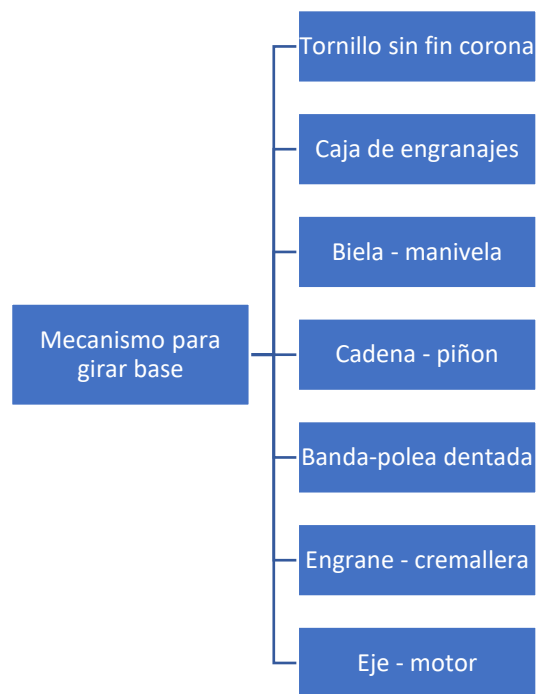 Tornillo sin fin corona
Caja de engranajes
Biela - manivela
Mecanismo para
girar base
Cadena - piñon
Banda-polea dentada
Engrane - cremallera
Eje - motor